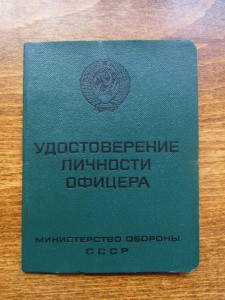 УДОСТОВЕРЕНИЕ
ЛИЧНОСТИ
ОФИЦЕРА
МИНИСТЕРСТВО ОБОРОНЫ
СССР